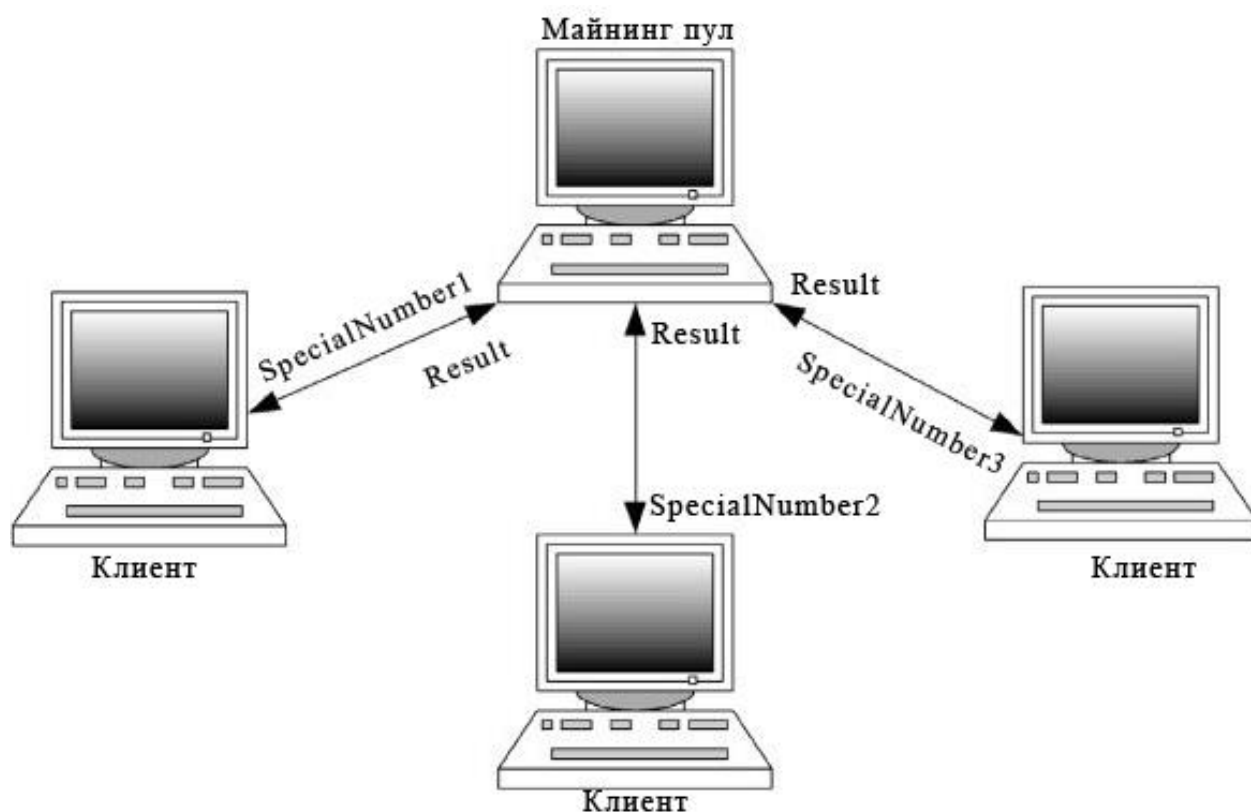 Майнинг пул
SpecialNumber1
Result
Result
Result
SpecialNumber3
SpecialNumber2
Клиент
Клиент
Клиент